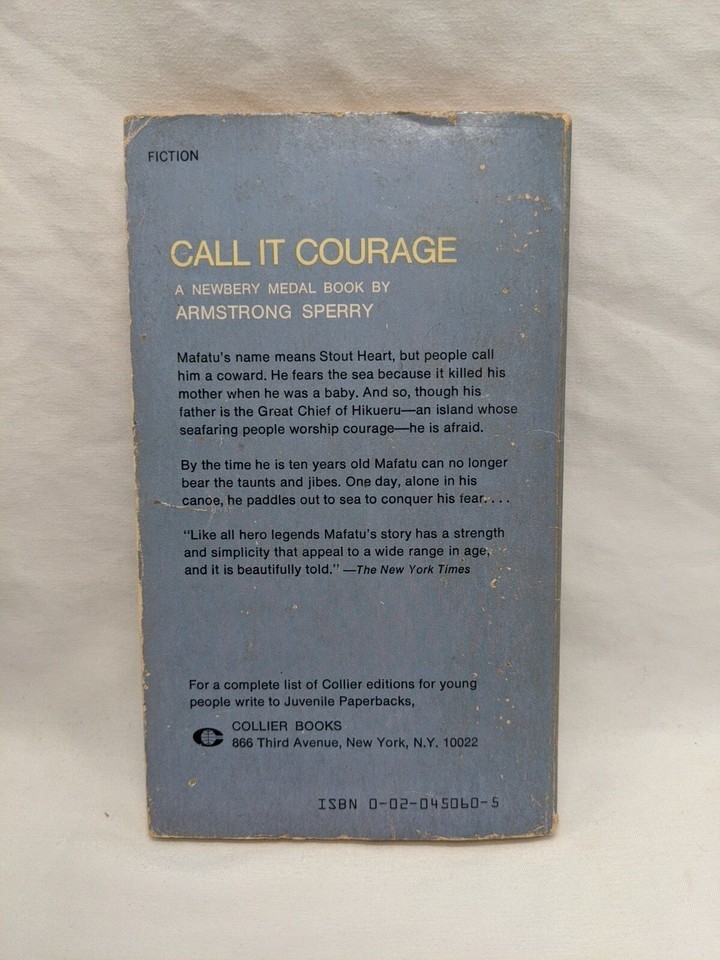 FICTION
CALL IT COURAGE
A NEWBERY MEDAL BOOK BY
ARMSTRONG SPERRY
Mafatu's name means Stout Heart, but people call
him a coward. He fears the sea because it killed his
mother when he was a baby. And so, though his
father is the Great Chief of Hikueru—an island whose
seafaring people worship courage—he is afraid.
By the time he is ten years old Mafatu can no longer
bear the taunts and jibes. One day, alone in his
canoe, he paddles out to sea to conquer his fear. . . .
"Like all hero legends Mafatu's story has a strength
and simplicity that appeal to a wide range in age,
and it is beautifully told." —The New York Times
For a complete list of Collier editions for young
people write to Juvenile Paperbacks,
COLLIER BOOKS
866 Third Avenue, New York, N.Y. 10022
ISBN 0-02-045060-5